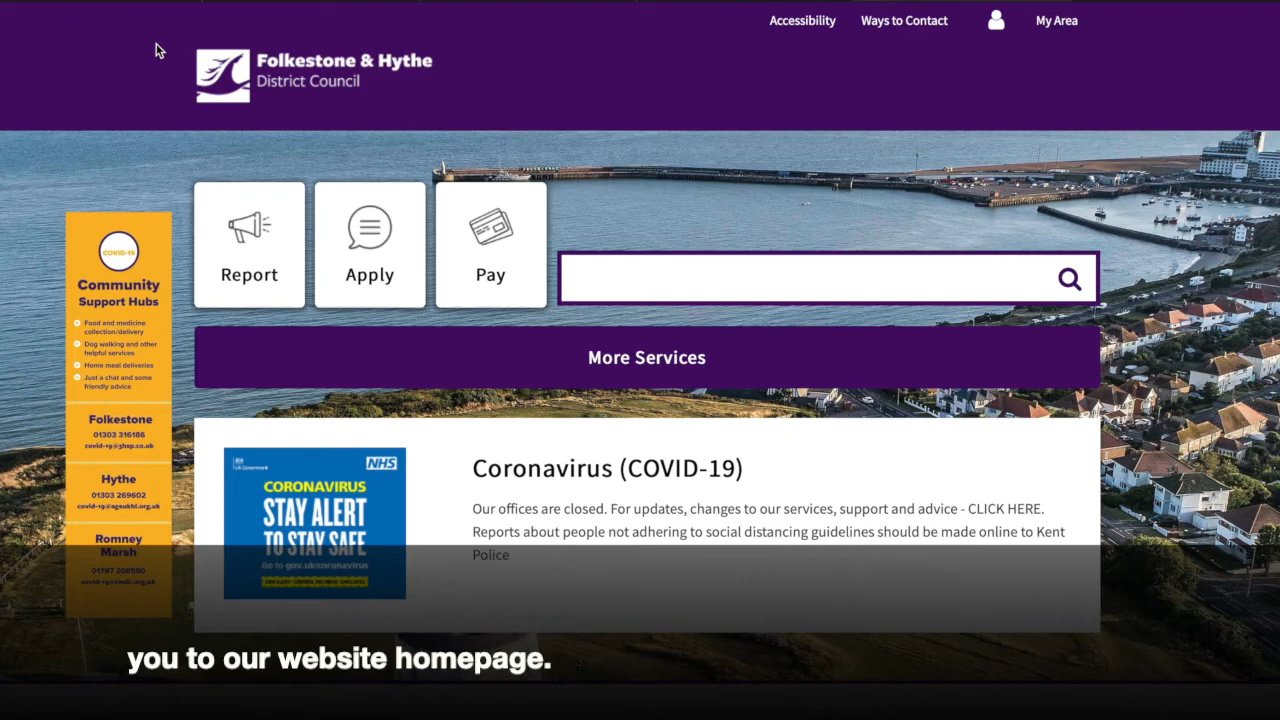 Accessibility
Ways to Contact
My Area
Folkestone & Hythe
District Council
Report
Apply
Pay
More Services
COVID-19
Community
Support Hubs
Food and medicine
collection/delivery
Dog walking and other
helpful services
Home meal deliveries
Just a chat and some
friendly advice
Folkestone
01303 316186
covid-19@3hsp.co.uk
Hythe
01303 269602
covid-19@ageukhl.org.uk
Romney
Marsh
01797 208590
covid-19@rmdc.org.uk
UK Government
NHS
CORONAVIRUS
STAY ALERT
TO STAY SAFE
Go to gov.uk/coronavirus
Coronavirus (COVID-19)
Our offices are closed. For updates, changes to our services, support and advice - CLICK HERE.
Reports about people not adhering to social distancing guidelines should be made online to Kent
Police
you to our website homepage.